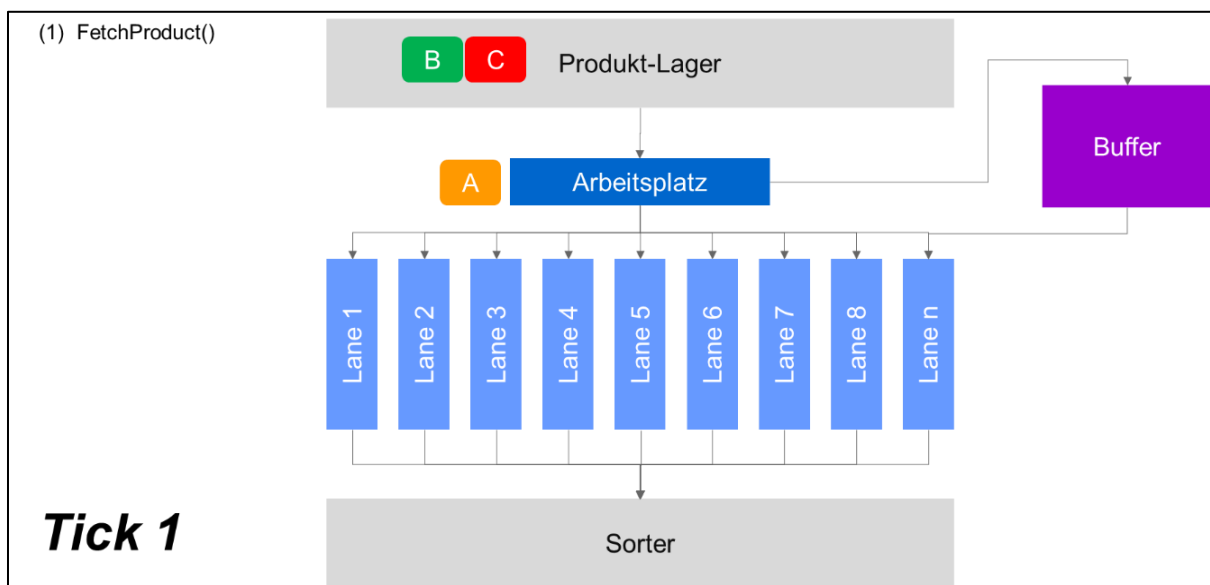 (1) FetchProduct()
B
C
Produkt-Lager
Buffer
A
Arbeitsplatz
Lane 1
Lane 2
Lane 3
Lane 4
Lane 5
Lane 6
Lane 7
Lane 8
Lane n
Tick 1
Sorter